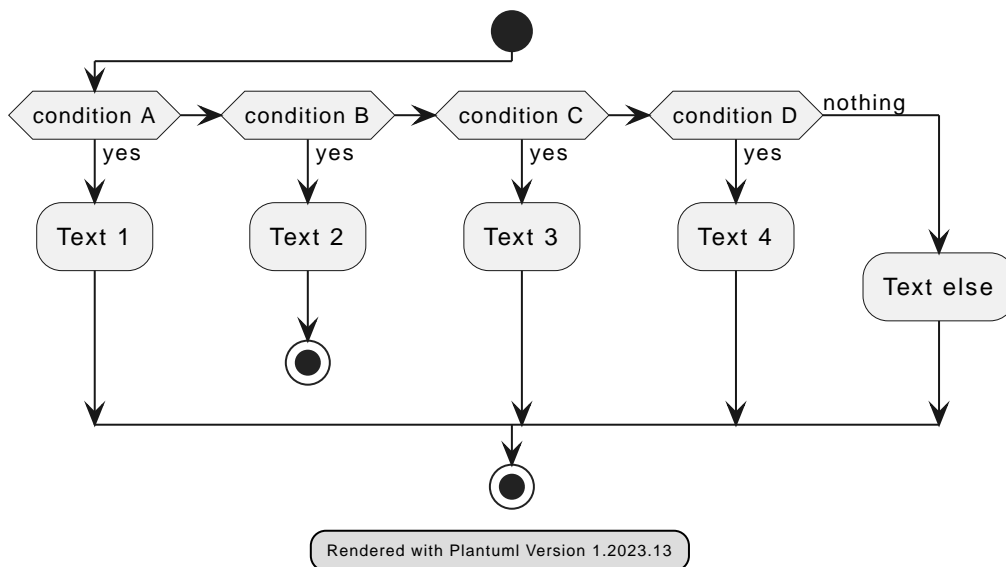 nothing
condition A
condition B
condition C
condition D
yes
yes
yes
yes
Text 1
Text 2
Text 3
Text 4
Text else
Rendered with Plantuml Version 1.2023.13